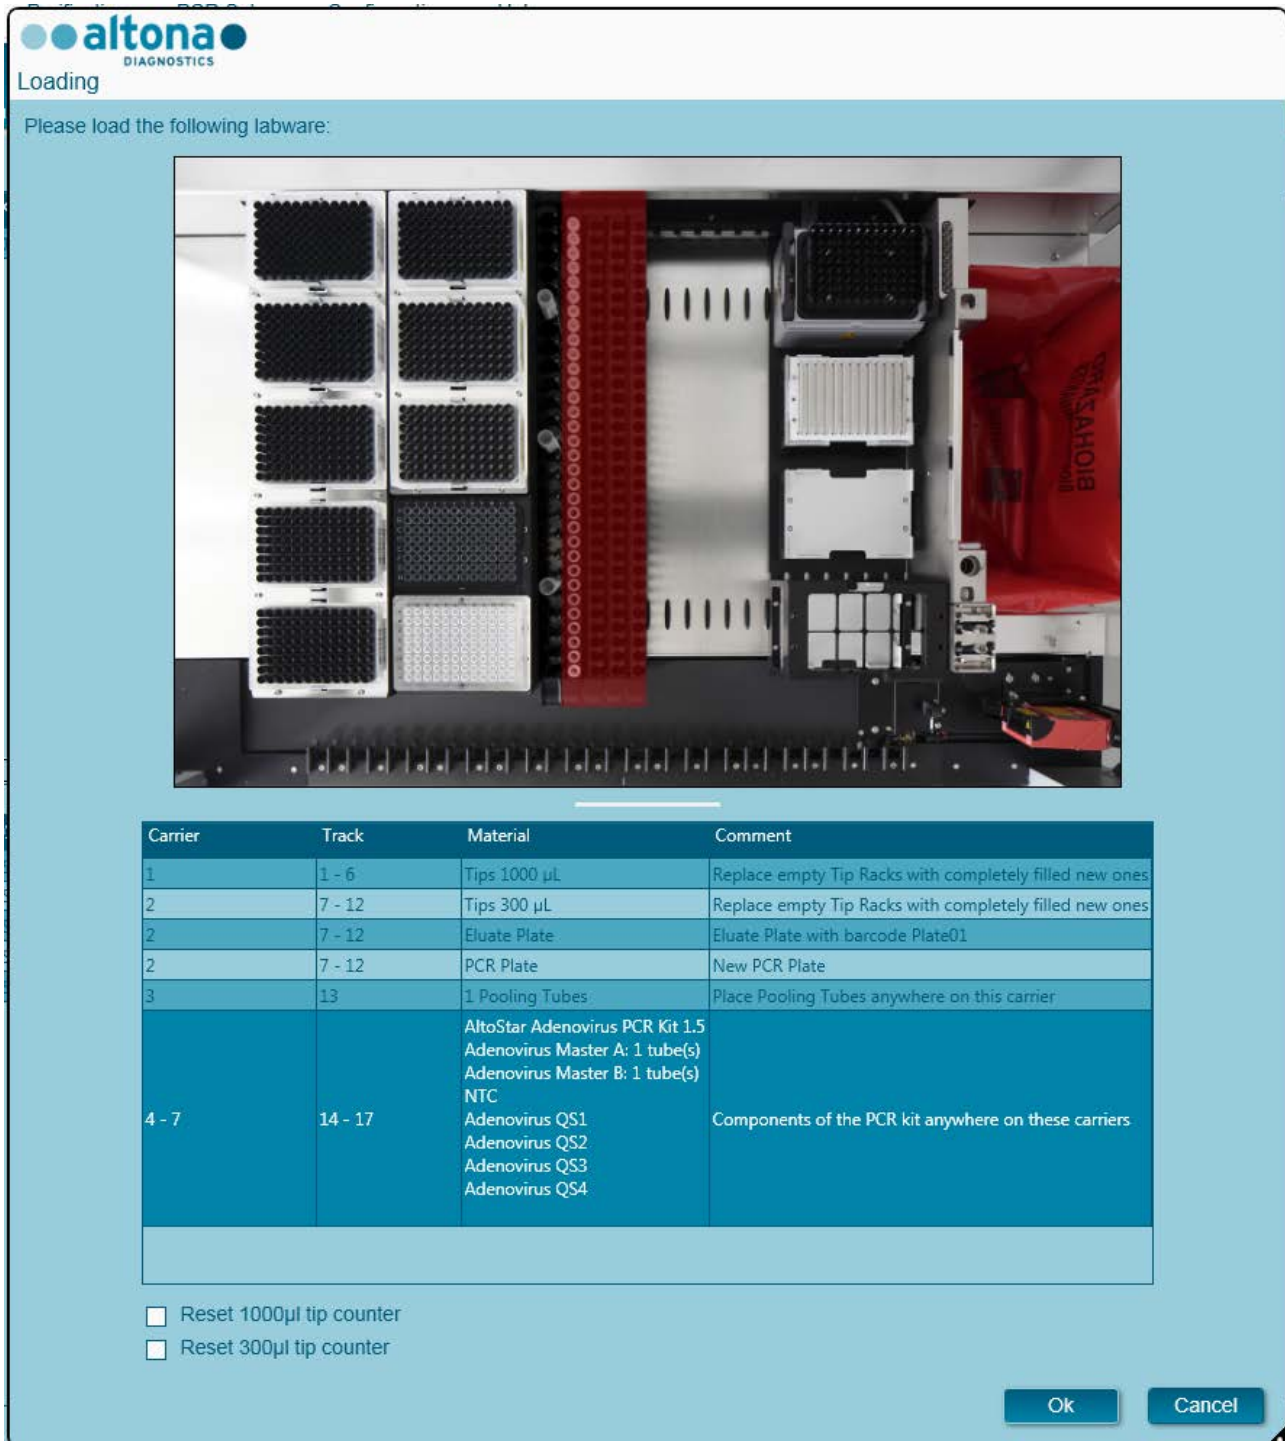 altona
DIAGNOSTICS
Loading
Please load the following labware:
BIOHAZARD
Carrier Track Material Comment
1 1 - 6 Tips 1000 µL Replace empty Tip Racks with completely filled new ones
2 7 - 12 Tips 300 µL Replace empty Tip Racks with completely filled new ones
2 7 - 12 Eluate Plate Eluate Plate with barcode Plate01
2 7 - 12 PCR Plate New PCR Plate
3 13 1 Pooling Tubes Place Pooling Tubes anywhere on this carrier
4 - 7 14 - 17 AltoStar Adenovirus PCR Kit 1.5
Adenovirus Master A: 1 tube(s)
Adenovirus Master B: 1 tube(s)
NTC
Adenovirus QS1
Adenovirus QS2
Adenovirus QS3
Adenovirus QS4
Components of the PCR kit anywhere on these carriers
Reset 1000µl tip counter
Reset 300µl tip counter
Ok Cancel